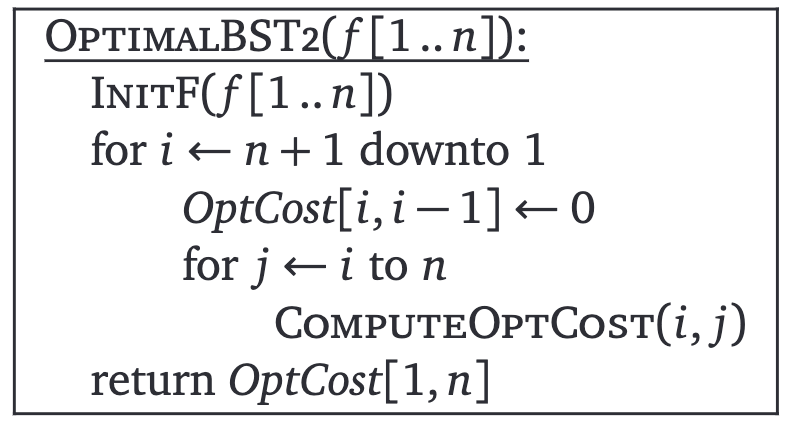 OPTIMALBST2(f[1..n]):
INITF(f[1..n])
for i ← n + 1 downto 1
OptCost[i, i − 1] ← 0
for j ← i to n
COMPUTEOPTCOST(i, j)
return OptCost[1, n]